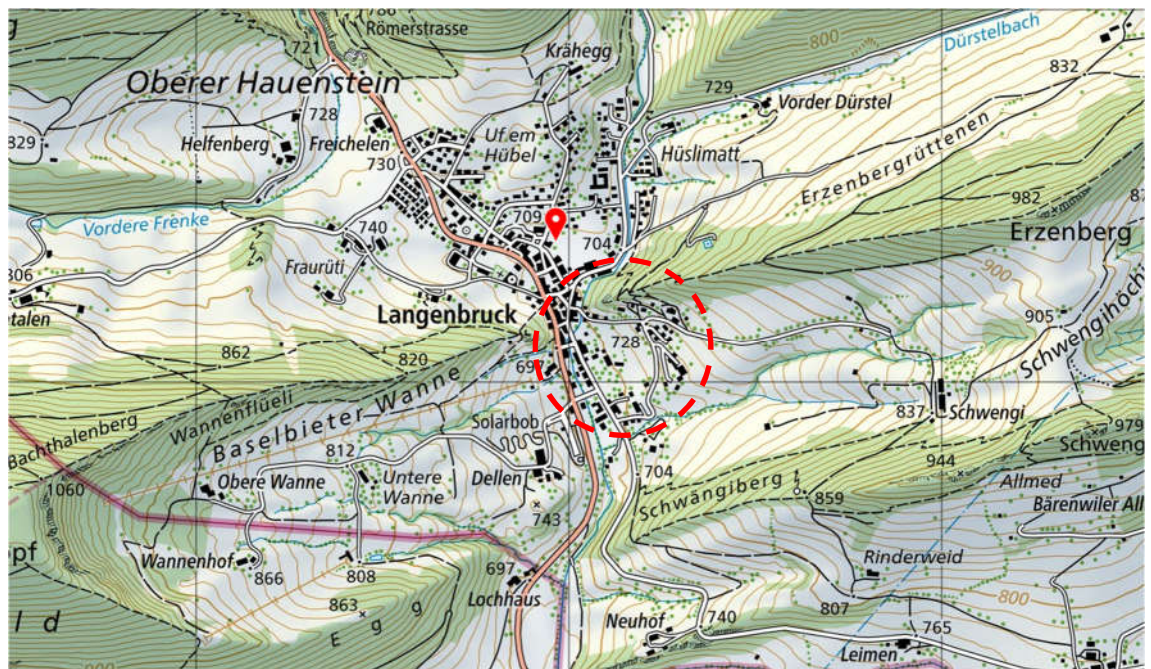 Römerstrasse
721
Krähegg
800
Dürstelbach
Oberer Hauenstein
729
832
728
Vorder Dürstel
829
Helfenberg
Freichelen
Uf em
Hübel
Hüslimatt
730
Erzenbergrüttenen
982
Vordere Frenke
709
740
704
Erzenberg
Fraurüti
900
806
Langenbruck
905
Schwengihöch
862
820
728
697
Wannenflüeli
Baselbieter Wanne
Solarbob
837
Schwengi
979
Bachthalenberg
812
Schweng
944
1060
Obere Wanne
Untere
Wanne
Dellen
704
Schwängiberg
859
Allmed
743
Bärenwiler All
Wannenhof
866
808
697
Rinderweid
863
Egg
Lochhaus
800
807
Neuhof
740
765
Leimen